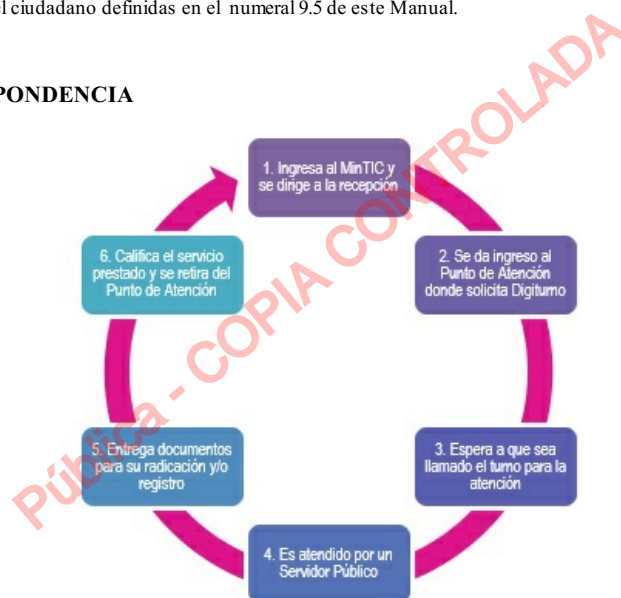 el ciudadano definidas en el numeral 9.5 de este Manual.
PONDENCIA
1. Ingresa al MinTIC y
se dirige a la recepción
2. Se da ingreso al
Punto de Atención
donde solicita Digiturno
3. Espera a que sea
llamado el turno para la
atención
4. Es atendido por un
Servidor Público
5. Entrega documentos
para su radicación y/o
registro
6. Califica el servicio
prestado y se retira del
Punto de Atención
Pública - COPIA CONTROLADA